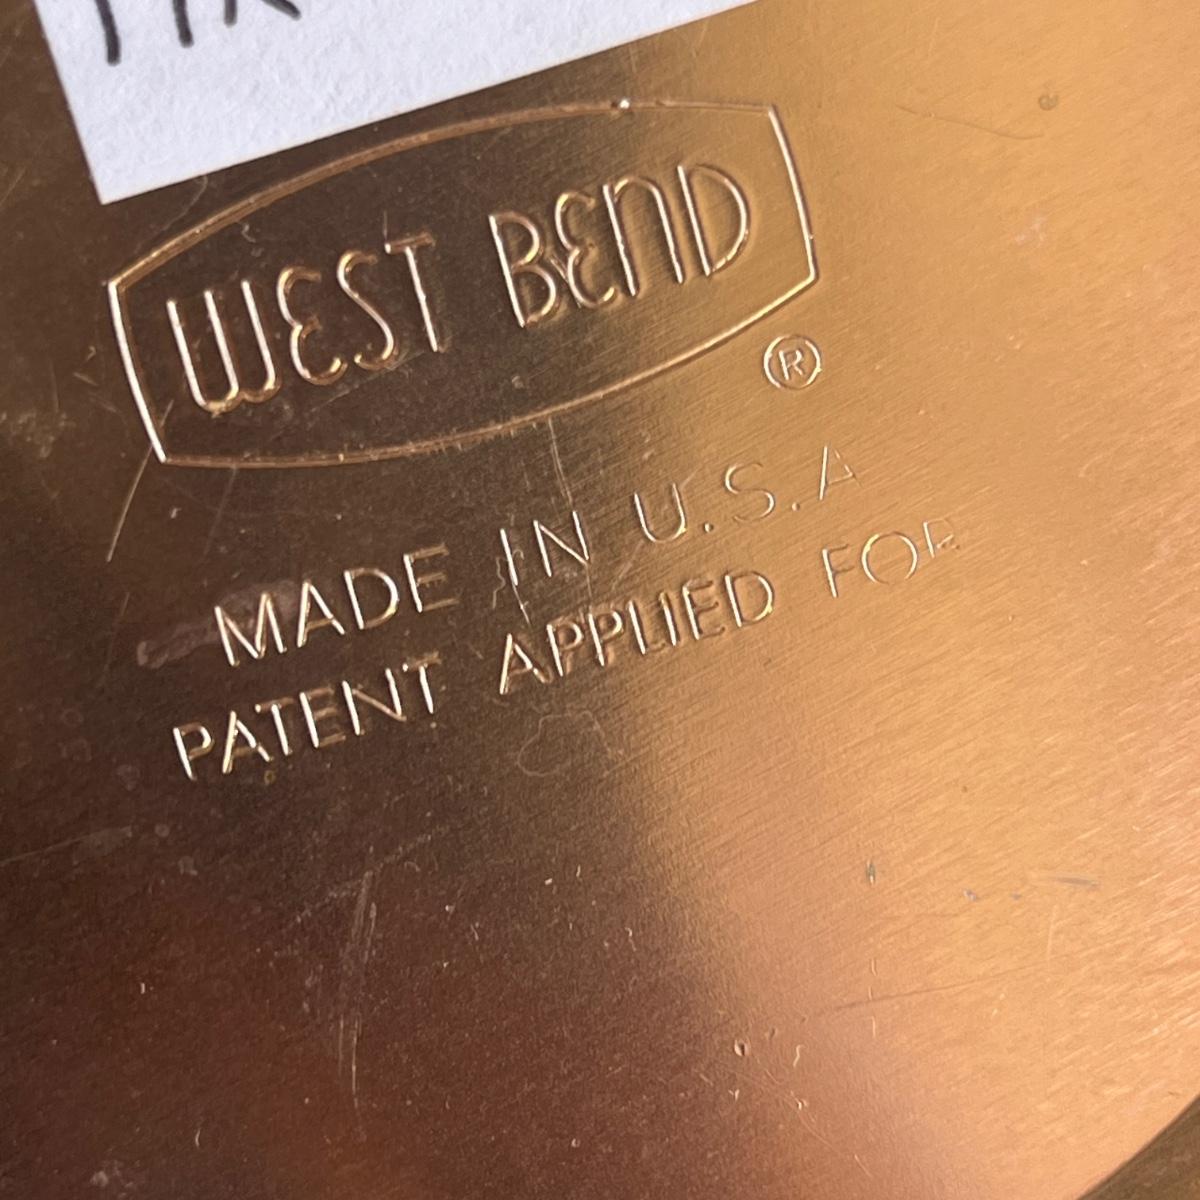 WEST BEND
®
MADE IN U.S.A
PATENT APPLIED FOR